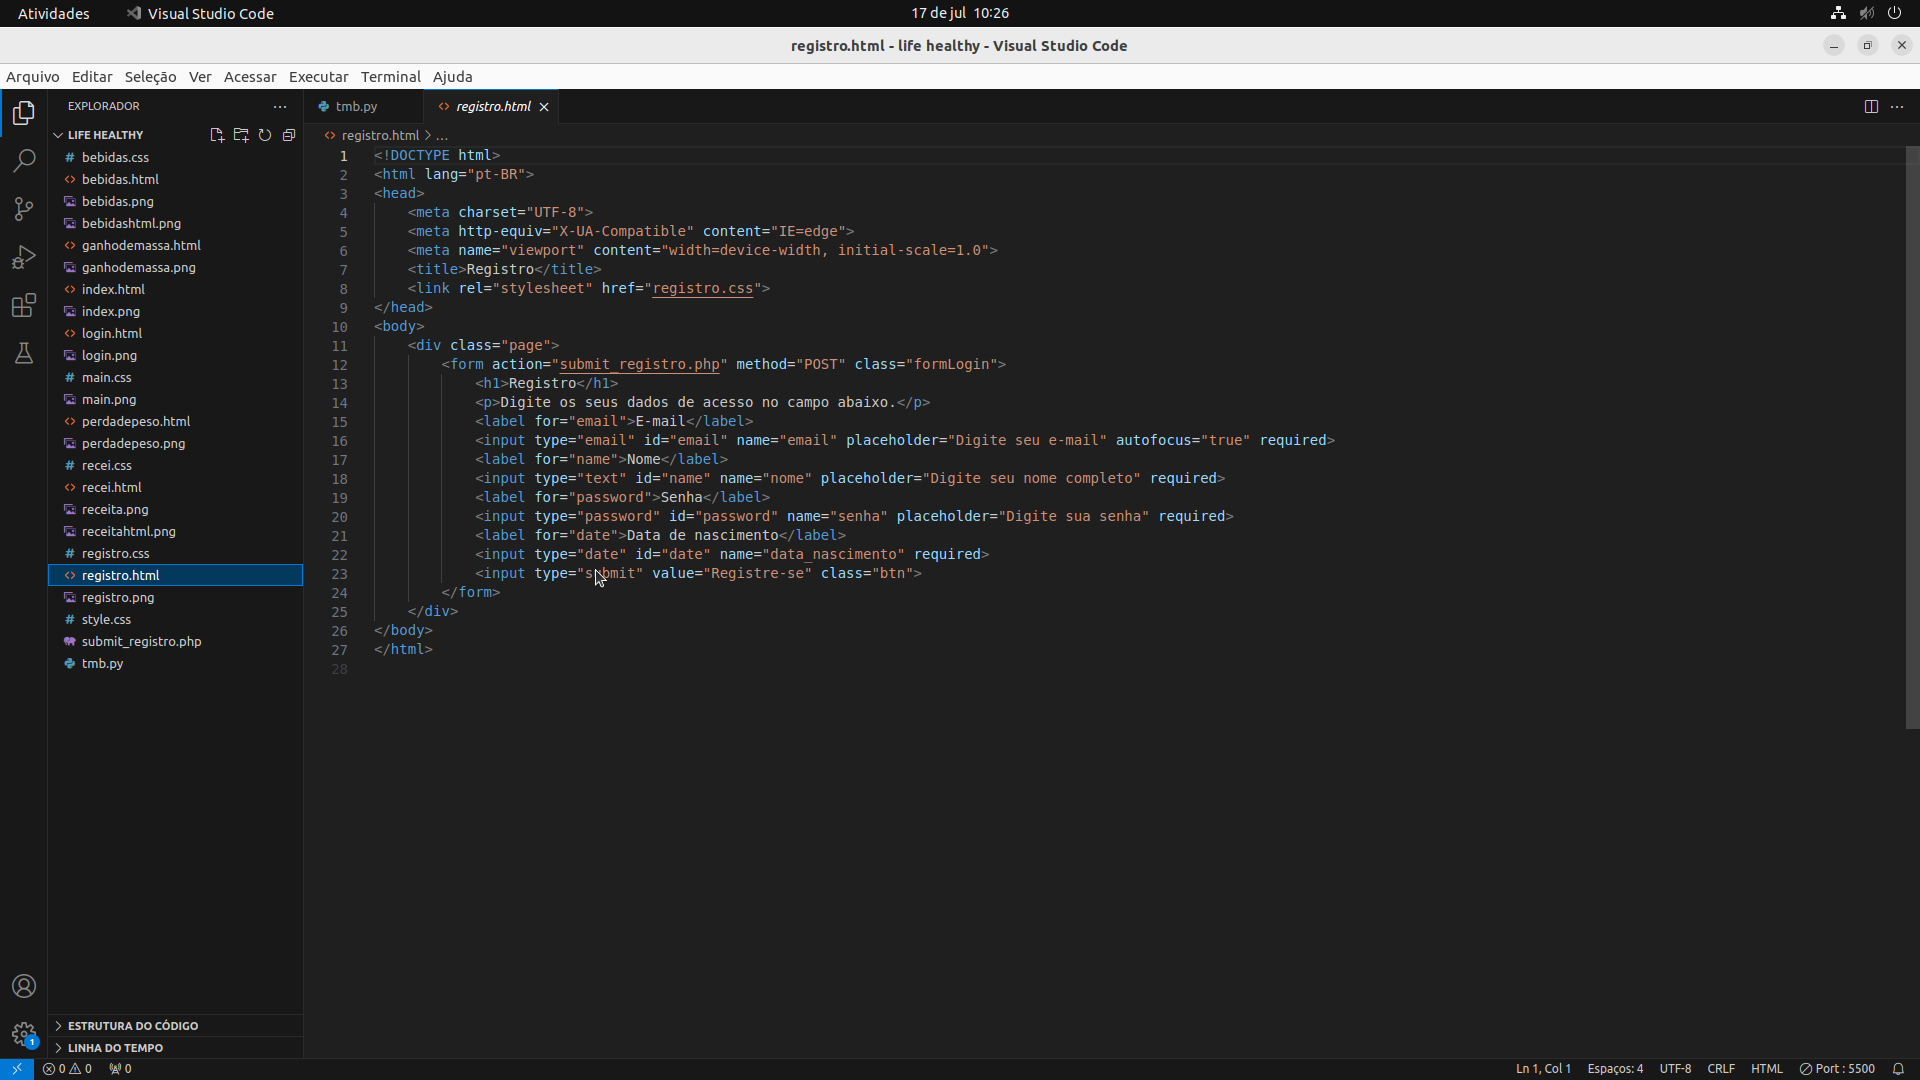 Atividades
Visual Studio Code
17 de jul 10:26
registro.html - life healthy - Visual Studio Code
Arquivo Editar Seleção Ver Acessar Executar Terminal Ajuda
EXPLORADOR
LIFE HEALTHY
bebidas.css
bebidas.html
bebidas.png
bebidashtml.png
ganhodemassa.html
ganhodemassa.png
index.html
index.png
login.html
login.png
main.css
main.png
perdadepeso.html
perdadepeso.png
recei.css
recei.html
receita.png
receitahtml.png
registro.css
registro.html
registro.png
style.css
submit_registro.php
tmb.py
ESTRUTURA DO CÓDIGO
LINHA DO TEMPO
tmb.py
registro.html
registro.html > ...
1 <!DOCTYPE html>
2 <html lang="pt-BR">
3 <head>
4 <meta charset="UTF-8">
5 <meta http-equiv="X-UA-Compatible" content="IE=edge">
6 <meta name="viewport" content="width=device-width, initial-scale=1.0">
7 <title>Registro</title>
8 <link rel="stylesheet" href="registro.css">
9 </head>
10 <body>
11 <div class="page">
12 <form action="submit_registro.php" method="POST" class="formLogin">
13 <h1>Registro</h1>
14 <p>Digite os seus dados de acesso no campo abaixo.</p>
15 <label for="email">E-mail</label>
16 <input type="email" id="email" name="email" placeholder="Digite seu e-mail" autofocus="true" required>
17 <label for="name">Nome</label>
18 <input type="text" id="name" name="nome" placeholder="Digite seu nome completo" required>
19 <label for="password">Senha</label>
20 <input type="password" id="password" name="senha" placeholder="Digite sua senha" required>
21 <label for="date">Data de nascimento</label>
22 <input type="date" id="date" name="data_nascimento" required>
23 <input type="submit" value="Registre-se" class="btn">
24 </form>
25 </div>
26 </body>
27 </html>
28
1
0 0 0
Ln 1, Col 1 Espaços: 4 UTF-8 CRLF HTML Port : 5500